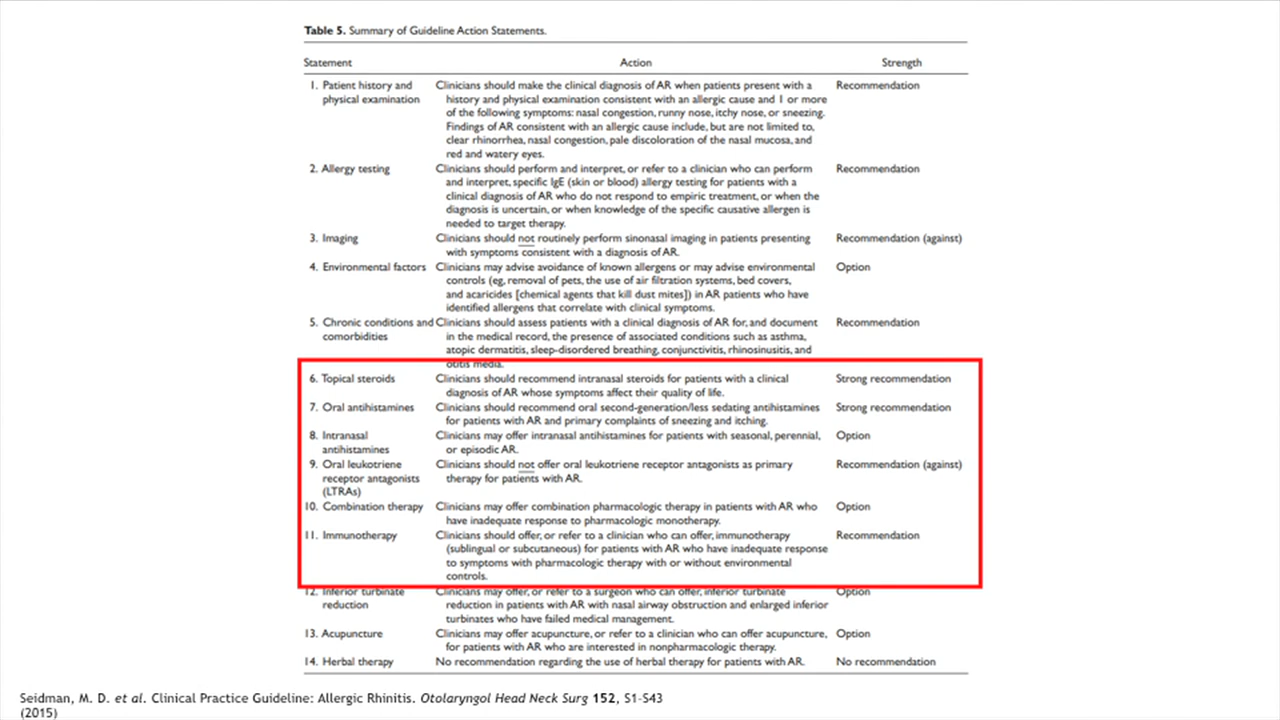 Table 5. Summary of Guideline Action Statements.
Statement Action Strength
1. Patient history and Clinicians should make the clinical diagnosis of AR when patients present with a Recommendation
physical examination history and physical examination consistent with an allergic cause and 1 or more
of the following symptoms: nasal congestion, runny nose, itchy nose, or sneezing.
Findings of AR consistent with an allergic cause include, but are not limited to,
clear rhinorrhea, nasal congestion, pale discoloration of the nasal mucosa, and
red and watery eyes.
2. Allergy testing Clinicians should perform and interpret, or refer to a clinician who can perform Recommendation
and interpret, specific IgE (skin or blood) allergy testing for patients with a
clinical diagnosis of AR who do not respond to empiric treatment, or when the
diagnosis is uncertain, or when knowledge of the specific causative allergen is
needed to target therapy.
3. Imaging Clinicians should not routinely perform sinonasal imaging in patients presenting Recommendation (against)
with symptoms consistent with a diagnosis of AR.
4. Environmental factors Clinicians may advise avoidance of known allergens or may advise environmental Option
controls (eg, removal of pets, the use of air filtration systems, bed covers,
and acaricides [chemical agents that kill dust mites]) in AR patients who have
identified allergens that correlate with clinical symptoms.
5. Chronic conditions and Clinicians should assess patients with a clinical diagnosis of AR for, and document Recommendation
comorbidities in the medical record, the presence of associated conditions such as asthma,
atopic dermatitis, sleep-disordered breathing, conjunctivitis, rhinosinusitis, and
otitis media.
6. Topical steroids Clinicians should recommend intranasal steroids for patients with a clinical Strong recommendation
diagnosis of AR whose symptoms affect their quality of life.
7. Oral antihistamines Clinicians should recommend oral second-generation/less sedating antihistamines Strong recommendation
for patients with AR and primary complaints of sneezing and itching.
8. Intranasal Clinicians may offer intranasal antihistamines for patients with seasonal, perennial, Option
antihistamines or episodic AR.
9. Oral leukotriene Clinicians should not offer oral leukotriene receptor antagonists as primary Recommendation (against)
receptor antagonists therapy for patients with AR.
(LTRAs)
10. Combination therapy Clinicians may offer combination pharmacologic therapy in patients with AR who Option
have inadequate response to pharmacologic monotherapy.
11. Immunotherapy Clinicians should offer, or refer to a clinician who can offer, immunotherapy Recommendation
(sublingual or subcutaneous) for patients with AR who have inadequate response
to symptoms with pharmacologic therapy with or without environmental
controls.
12. Inferior turbinate Clinicians may offer, or refer to a surgeon who can offer, inferior turbinate Option
reduction reduction in patients with AR with nasal airway obstruction and enlarged inferior
turbinates who have failed medical management.
13. Acupuncture Clinicians may offer acupuncture, or refer to a clinician who can offer acupuncture, Option
for patients with AR who are interested in nonpharmacologic therapy.
14. Herbal therapy No recommendation regarding the use of herbal therapy for patients with AR. No recommendation
Seidman, M. D. et al. Clinical Practice Guideline: Allergic Rhinitis. Otolaryngol Head Neck Surg 152, S1-S43
(2015)